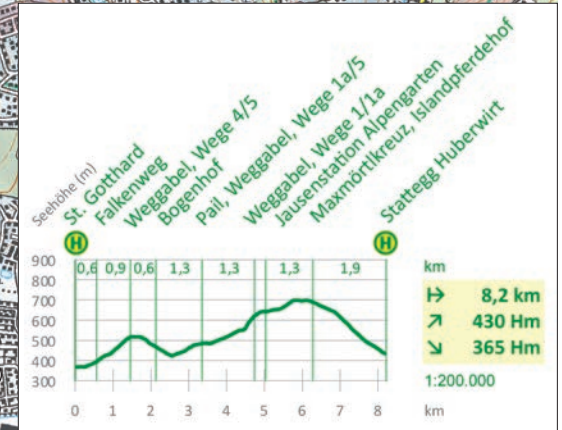 Seehöhe (m)
St. Gotthard
Falkenweg
Weggabel, Wege 4/5
Bogenhof
Pail, Weggabel, Wege 1a/5
Weggabel, Wege 1/1a
Jausenstation Alpengarten
Maxmörtlkreuz, Islandpferdehof
Stattegg Huberwirt
H H
900 0,6 0,9 0,6 1,3 1,3 1,3 1,9 km
800
700
600
500
400
300
8,2 km
430 Hm
365 Hm
1:200.000
0 1 2 3 4 5 6 7 8 km